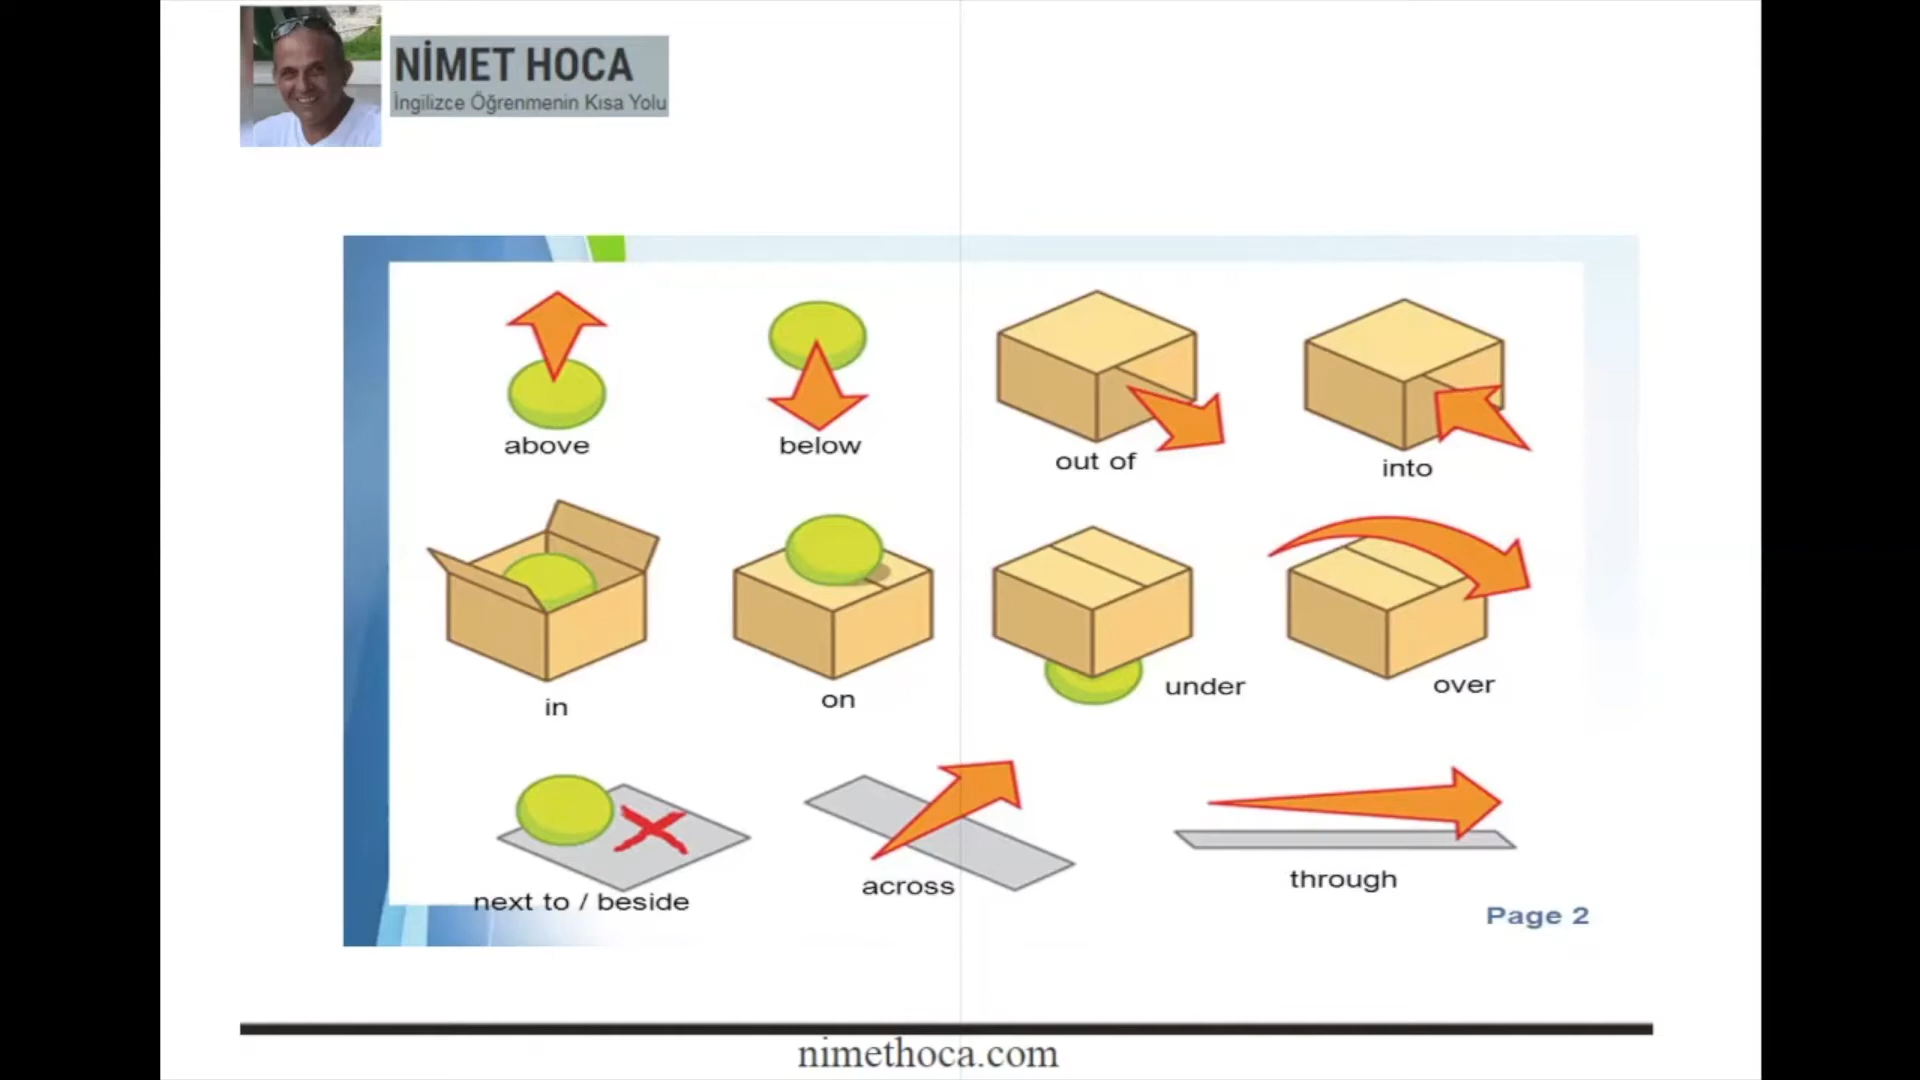 NİMET HOCA
İngilizce Öğrenmenin Kısa Yolu
above
below
out of
into
in
on
under
over
next to / beside
across
through
Page 2
nimethoca.com